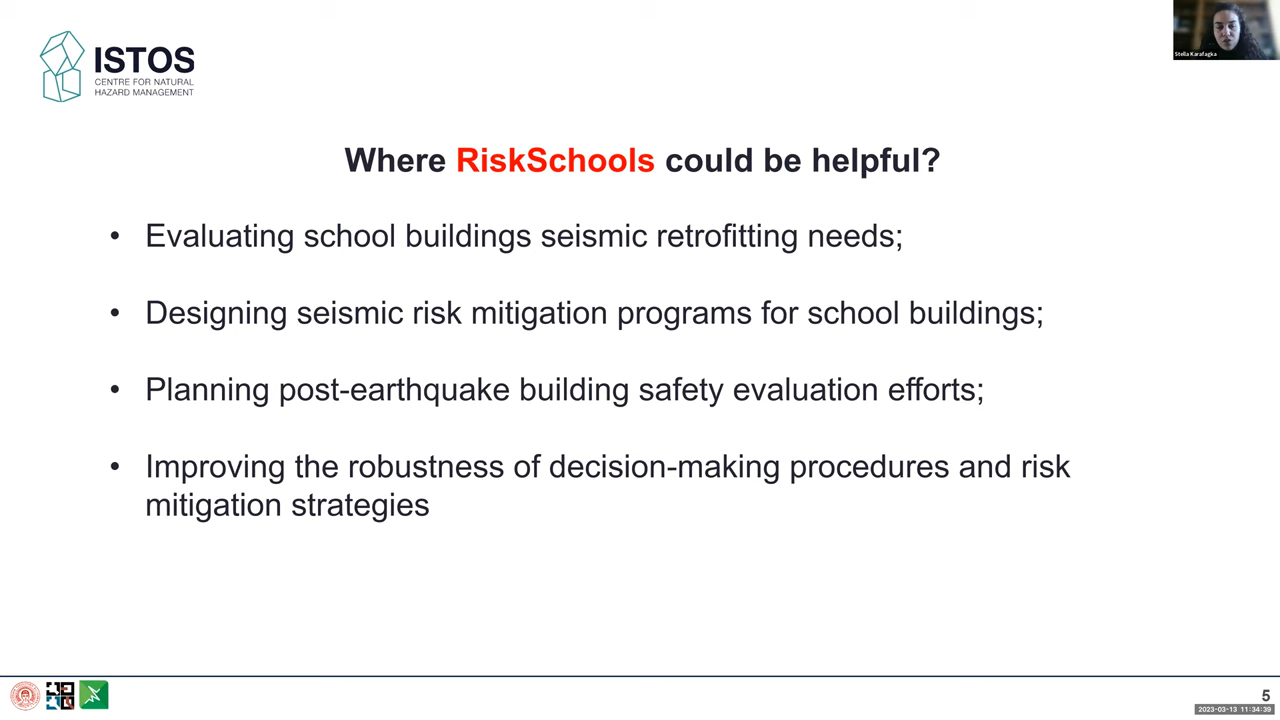 Stella Karafagka
ISTOS
CENTRE FOR NATURAL
HAZARD MANAGEMENT
Where RiskSchools could be helpful?
• Evaluating school buildings seismic retrofitting needs;
• Designing seismic risk mitigation programs for school buildings;
• Planning post-earthquake building safety evaluation efforts;
• Improving the robustness of decision-making procedures and risk
mitigation strategies
5
2023-03-13 11:34:39